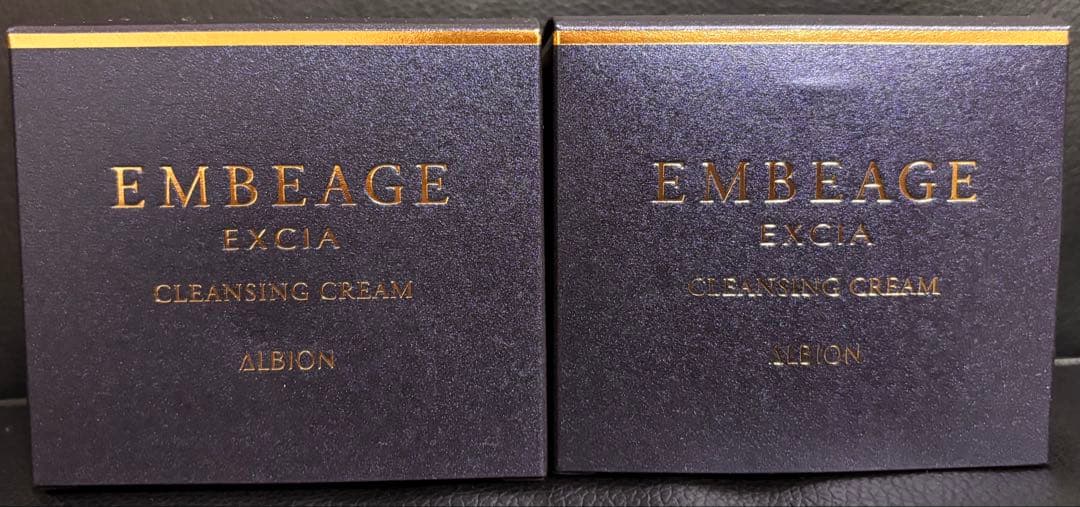 EMBEAGE
EXCIA
CLEANSING CREAM
ALBION
EMBEAGE
EXCIA
CLEANSING CREAM
ALBION